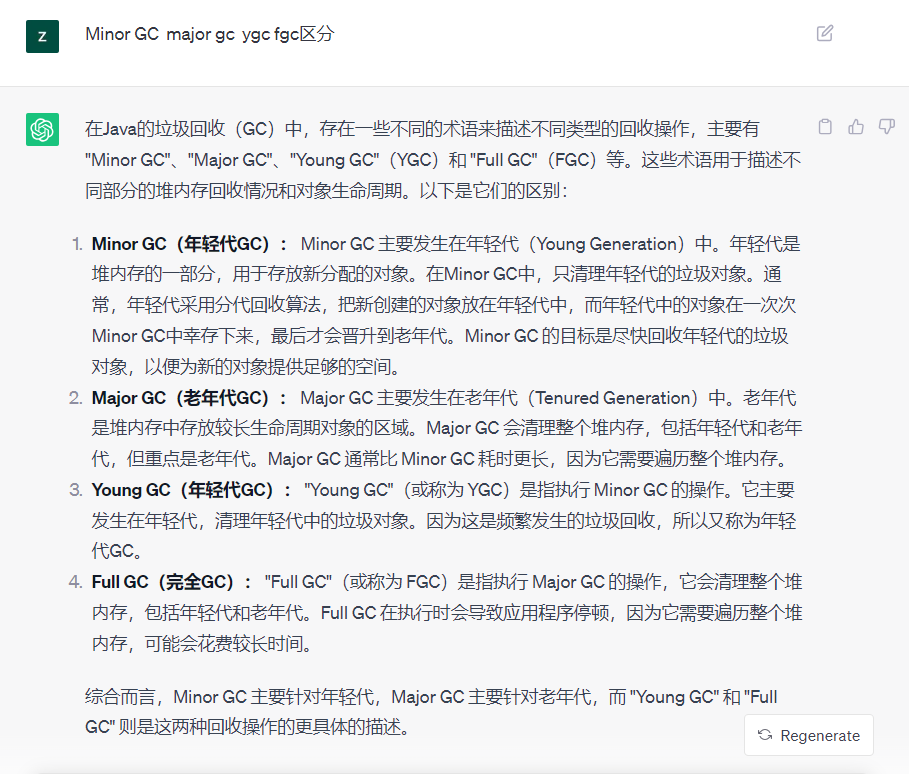 Z
Minor GC major gc ygc fgc区分
在Java的垃圾回收（GC）中，存在一些不同的术语来描述不同类型的回收操作，主要有
"Minor GC"、"Major GC"、"Young GC"（YGC）和 "Full GC"（FGC）等。这些术语用于描述不
同部分的堆内存回收情况和对象生命周期。以下是它们的区别：
1. Minor GC（年轻代GC）： Minor GC 主要发生在年轻代（Young Generation）中。年轻代是
堆内存的一部分，用于存放新分配的对象。在Minor GC中，只清理年轻代的垃圾对象。通
常，年轻代采用分代回收算法，把新创建的对象放在年轻代中，而年轻代中的对象在一次次
Minor GC中幸存下来，最后才会晋升到老年代。Minor GC 的目标是尽快回收年轻代的垃圾
对象，以便为新的对象提供足够的空间。
2. Major GC（老年代GC）： Major GC 主要发生在老年代（Tenured Generation）中。老年代
是堆内存中存放较长生命周期对象的区域。Major GC 会清理整个堆内存，包括年轻代和老年
代，但重点是老年代。Major GC 通常比 Minor GC 耗时更长，因为它需要遍历整个堆内存。
3. Young GC（年轻代GC）： "Young GC"（或称为 YGC）是指执行 Minor GC 的操作。它主要
发生在年轻代，清理年轻代中的垃圾对象。因为这是频繁发生的垃圾回收，所以又称为年轻
代GC。
4. Full GC（完全GC）： "Full GC"（或称为 FGC）是指执行 Major GC 的操作，它会清理整个堆
内存，包括年轻代和老年代。Full GC 在执行时会导致应用程序停顿，因为它需要遍历整个堆
内存，可能会花费较长时间。
综合而言，Minor GC 主要针对年轻代，Major GC 主要针对老年代，而 "Young GC" 和 "Full
GC" 则是这两种回收操作的更具体的描述。
Regenerate